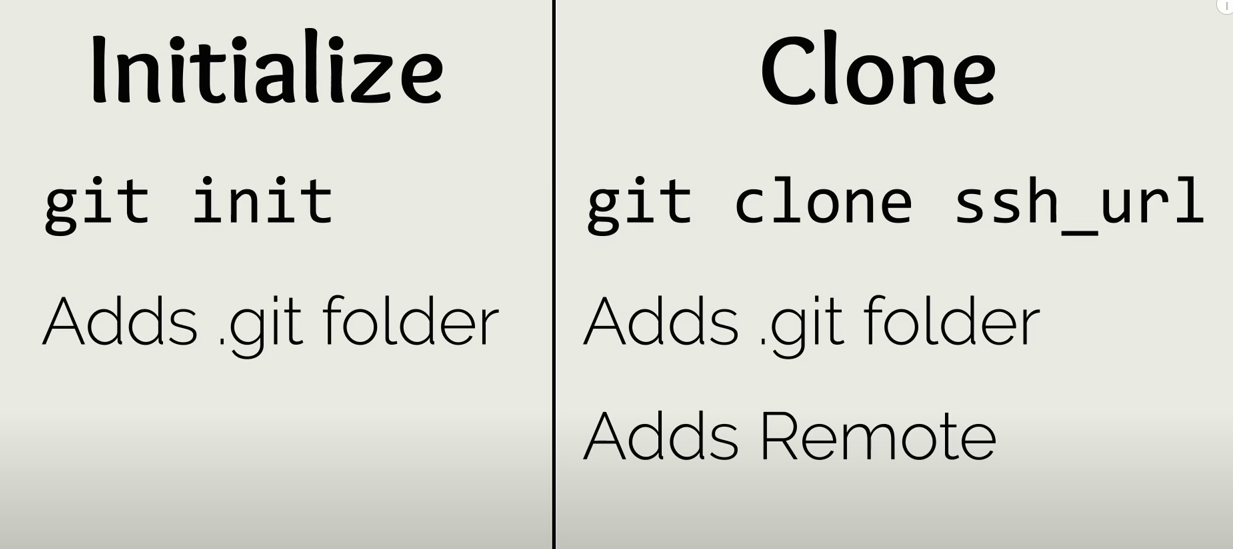 Initialize
git init
Adds .git folder
Clone
git clone ssh_url
Adds .git folder
Adds Remote